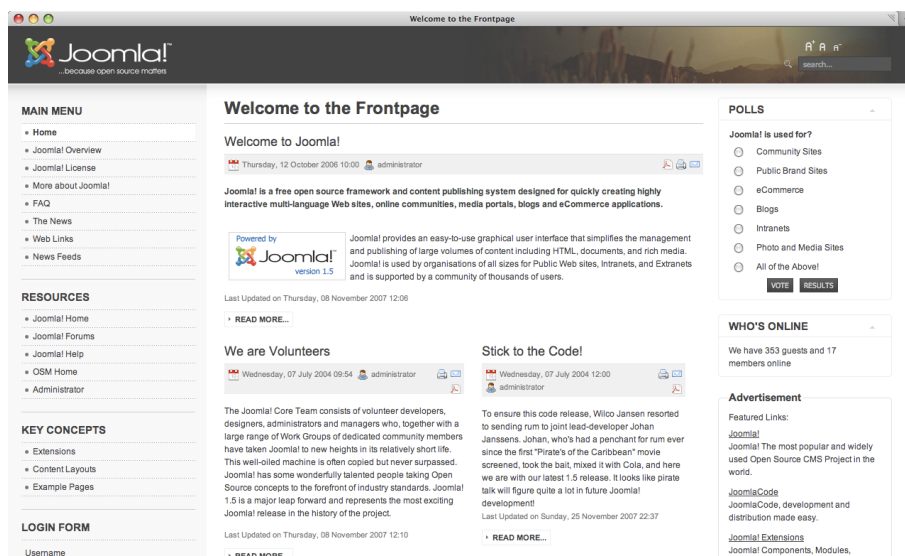 Welcome to the Frontpage
Joomla!™
...because open source matters
A+ A A-
search...
MAIN MENU
Home
Joomla! Overview
Joomla! License
More about Joomla!
FAQ
The News
Web Links
News Feeds
RESOURCES
Joomla! Home
Joomla! Forums
Joomla! Help
OSM Home
Administrator
KEY CONCEPTS
Extensions
Content Layouts
Example Pages
LOGIN FORM
Username
Welcome to the Frontpage
Welcome to Joomla!
Thursday, 12 October 2006 10:00 administrator
Joomla! is a free open source framework and content publishing system designed for quickly creating highly
interactive multi-language Web sites, online communities, media portals, blogs and eCommerce applications.
Powered by
Joomla!
version 1.5
Joomla! provides an easy-to-use graphical user interface that simplifies the management
and publishing of large volumes of content including HTML, documents, and rich media.
Joomla! is used by organisations of all sizes for Public Web sites, Intranets, and Extranets
and is supported by a community of thousands of users.
Last Updated on Thursday, 08 November 2007 12:06
READ MORE...
We are Volunteers
Wednesday, 07 July 2004 09:54 administrator
The Joomla! Core Team consists of volunteer developers,
designers, administrators and managers who, together with a
large range of Work Groups of dedicated community members
have taken Joomla! to new heights in its relatively short life.
This well-oiled machine is often copied but never surpassed.
Joomla! has some wonderfully talented people taking Open
Source concepts to the forefront of industry standards. Joomla!
1.5 is a major leap forward and represents the most exciting
Joomla! release in the history of the project.
Last Updated on Thursday, 08 November 2007 12:10
READ MORE...
Stick to the Code!
Wednesday, 07 July 2004 12:00
administrator
To ensure this code release, Wilco Jansen resorted
to sending rum to joint lead-developer Johan
Janssens. Johan, who's had a penchant for rum ever
since the first "Pirate's of the Caribbean" movie
screened, took the bait, mixed it with Cola, and here
we are with our latest 1.5 release. It looks like pirate
talk will figure quite a lot in future Joomla!
development!
Last Updated on Sunday, 25 November 2007 22:37
READ MORE...
POLLS
Joomla! is used for?
Community Sites
Public Brand Sites
eCommerce
Blogs
Intranets
Photo and Media Sites
All of the Above!
VOTE RESULTS
WHO'S ONLINE
We have 353 guests and 17
members online
Advertisement
Featured Links:
Joomla!
Joomla! The most popular and widely
used Open Source CMS Project in the
world.
JoomlaCode
JoomlaCode, development and
distribution made easy.
Joomla! Extensions
Joomla! Components, Modules,